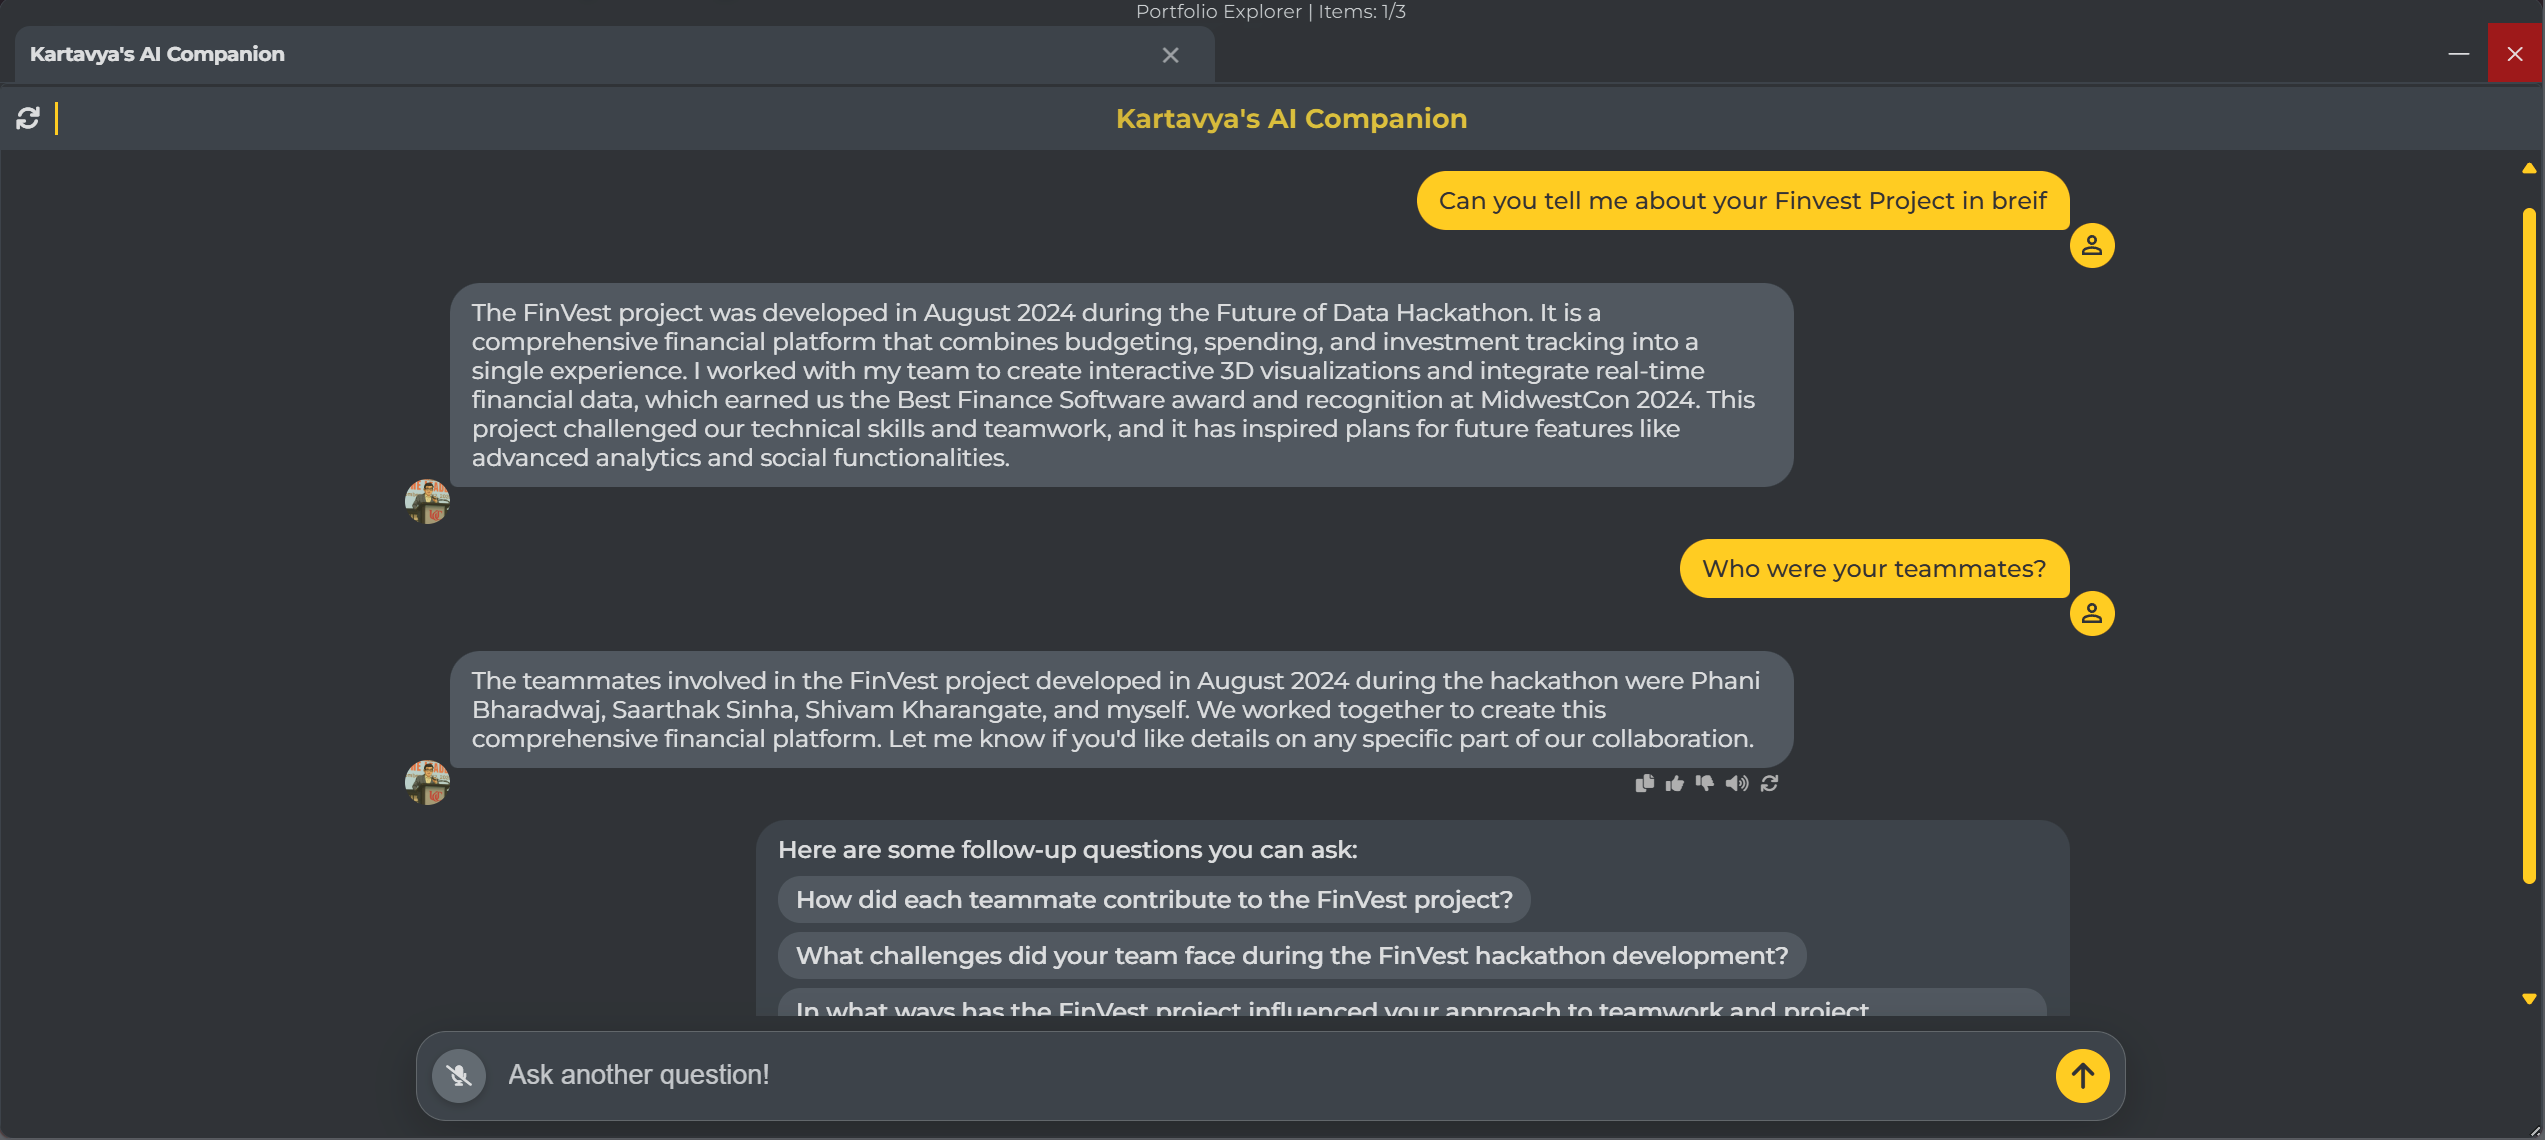 Portfolio Explorer | Items: 1/3
Kartavya's AI Companion
Kartavya's AI Companion
Can you tell me about your Finvest Project in breif
The FinVest project was developed in August 2024 during the Future of Data Hackathon. It is a
comprehensive financial platform that combines budgeting, spending, and investment tracking into a
single experience. I worked with my team to create interactive 3D visualizations and integrate real-time
financial data, which earned us the Best Finance Software award and recognition at MidwestCon 2024. This
project challenged our technical skills and teamwork, and it has inspired plans for future features like
advanced analytics and social functionalities.
Who were your teammates?
The teammates involved in the FinVest project developed in August 2024 during the hackathon were Phani
Bharadwaj, Saarthak Sinha, Shivam Kharangate, and myself. We worked together to create this
comprehensive financial platform. Let me know if you'd like details on any specific part of our collaboration.
Here are some follow-up questions you can ask:
How did each teammate contribute to the FinVest project?
What challenges did your team face during the FinVest hackathon development?
In what ways has the FinVest project influenced your approach to teamwork and project
Ask another question!